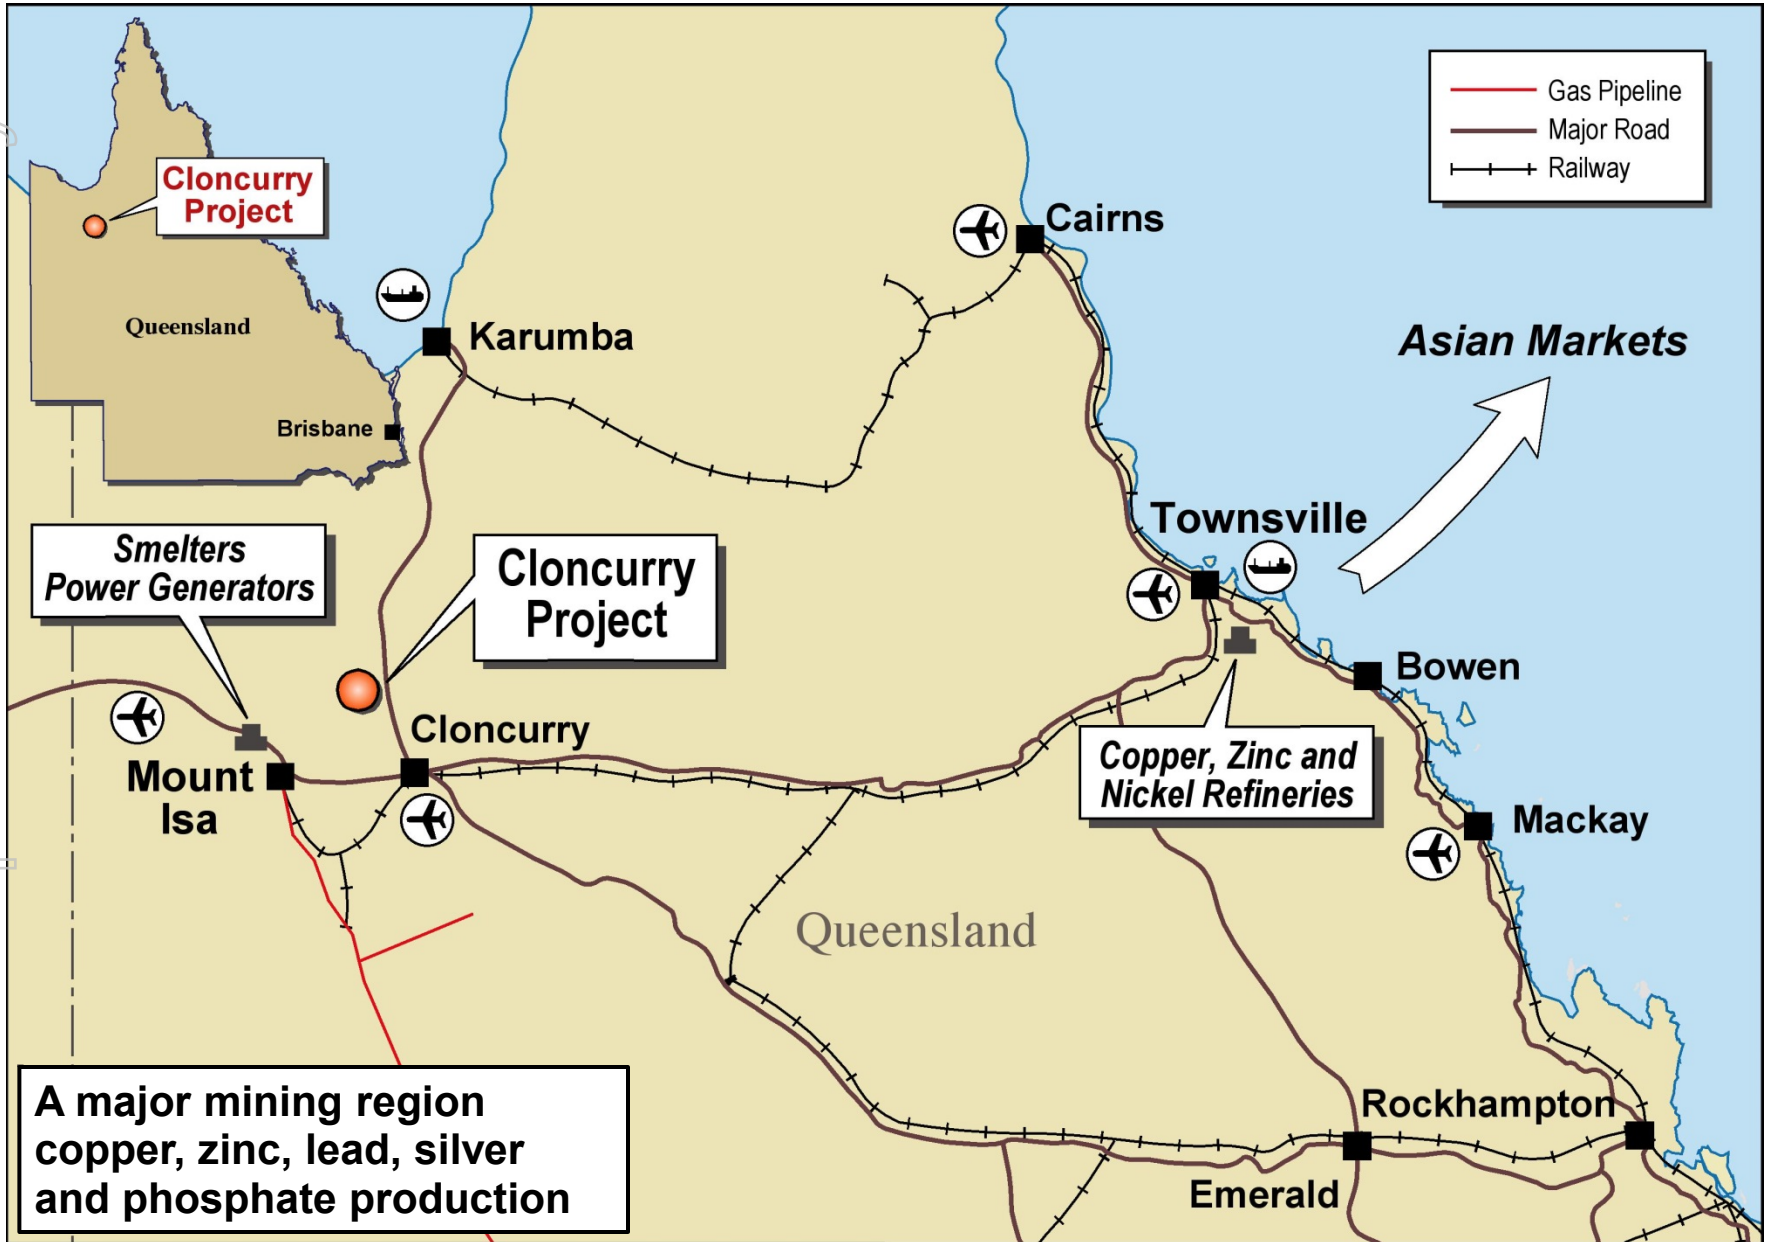 Gas Pipeline
Major Road
Railway
Cloncurry
Project
Queensland
Brisbane
Cairns
Karumba
Asian Markets
Townsville
Smelters
Power Generators
Cloncurry
Project
Bowen
Cloncurry
Mount
Isa
Copper, Zinc and
Nickel Refineries
Mackay
Queensland
A major mining region
copper, zinc, lead, silver
and phosphate production
Rockhampton
Emerald